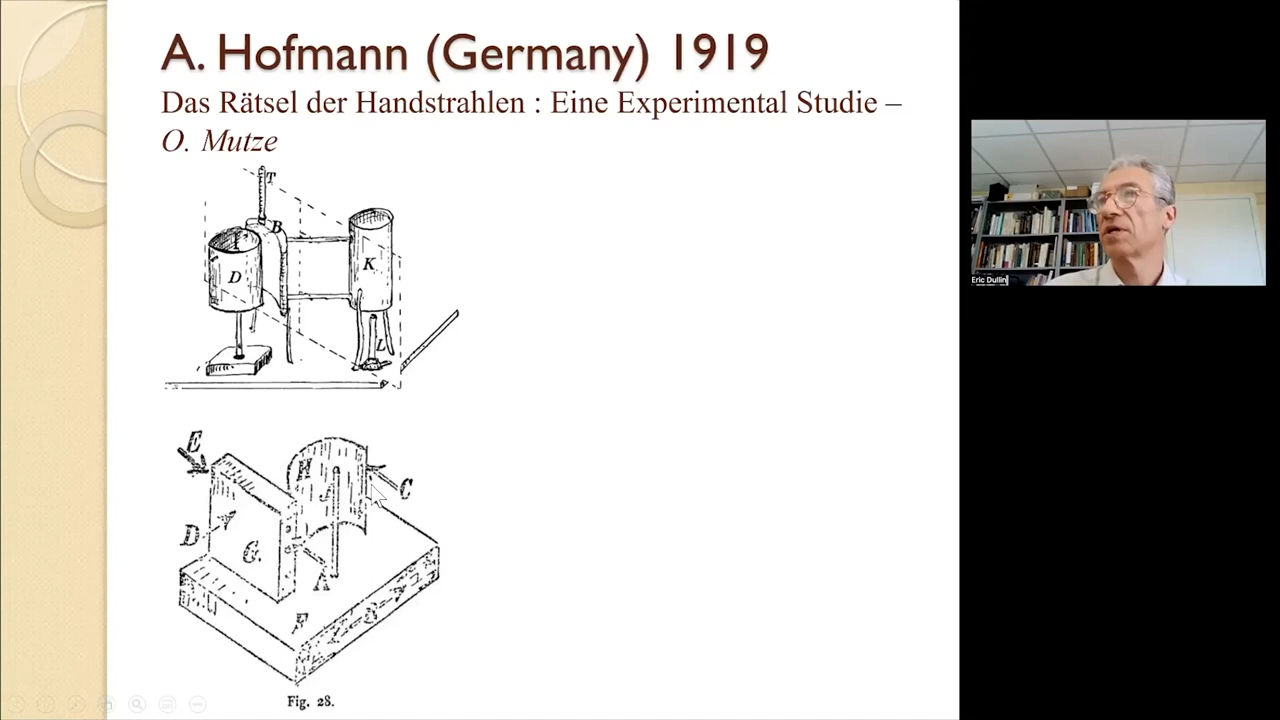 A. Hofmann (Germany) 1919
Das Rätsel der Handstrahlen : Eine Experimental Studie –
O. Mutze
T
B
D
K
L
E
H
J
C
D
G.
A
F
B
Fig. 28.
Eric Dullin